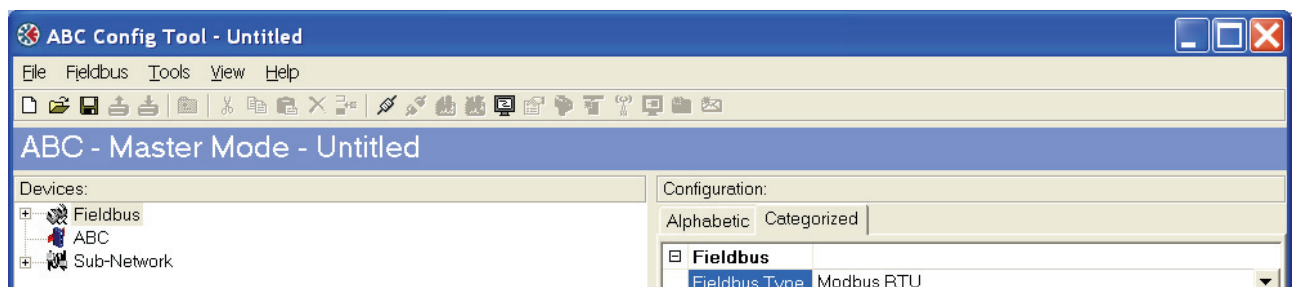 ABC Config Tool - Untitled
File Fieldbus Tools View Help
ABC - Master Mode - Untitled
Devices:
Configuration:
Fieldbus
ABC
Sub-Network
Alphabetic Categorized
Fieldbus
Fieldbus Type Modbus RTU